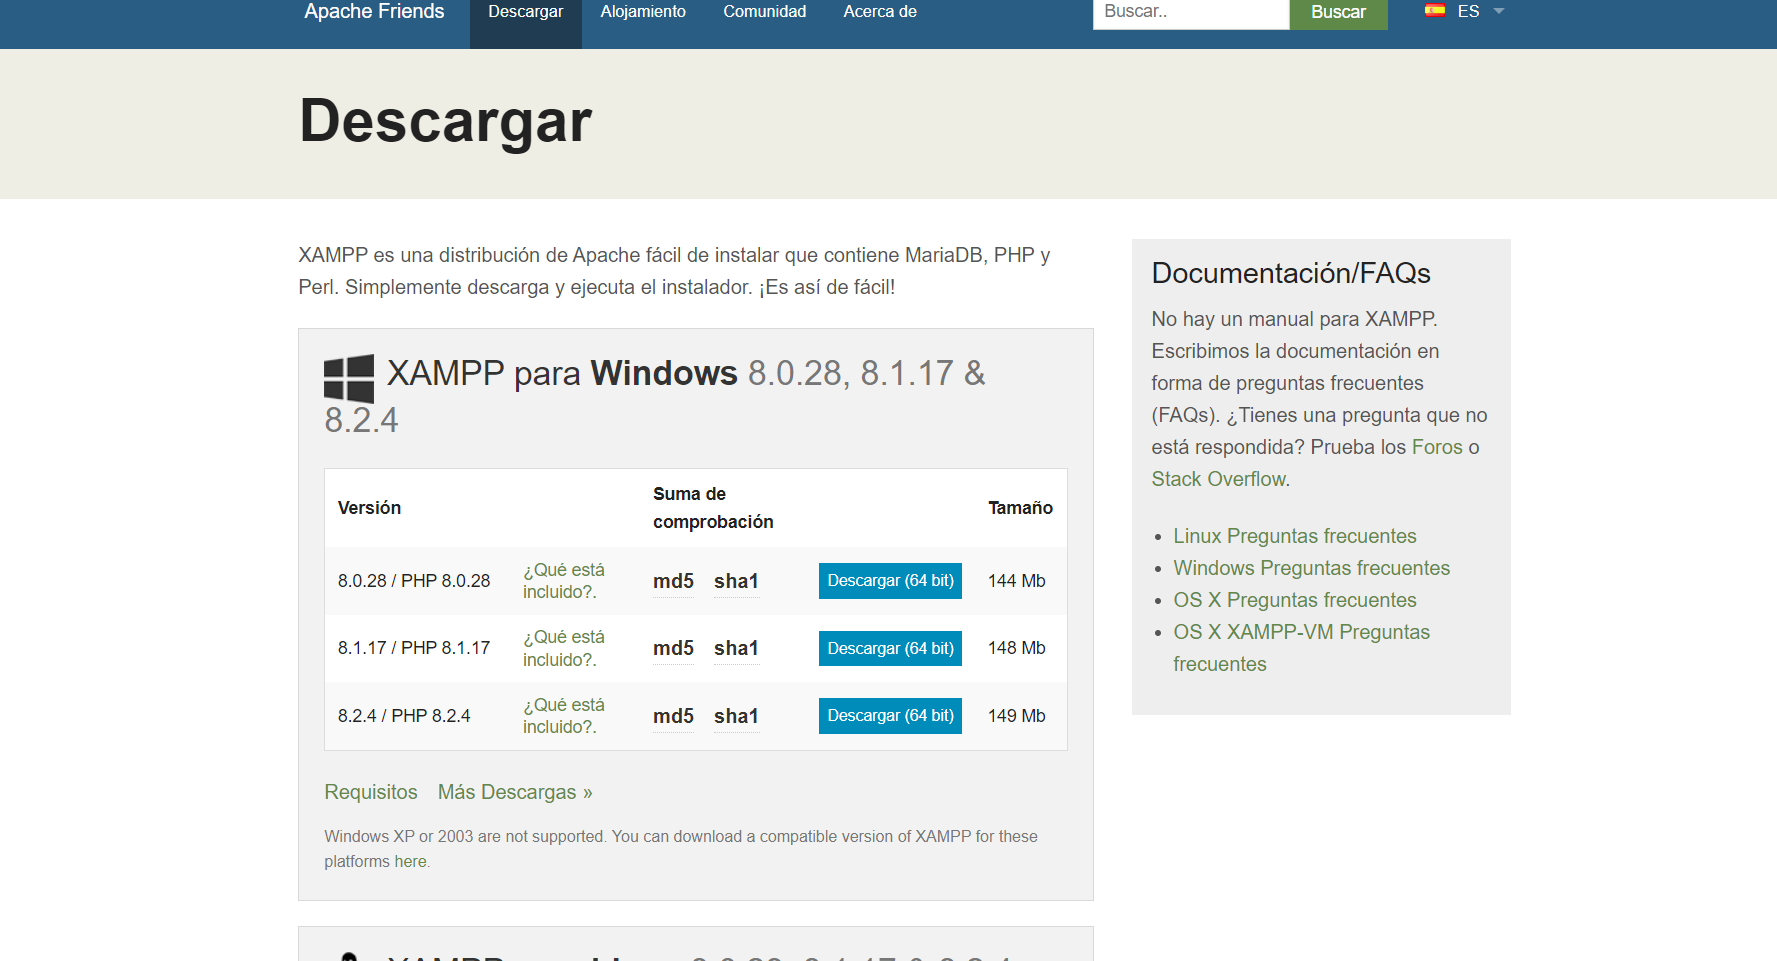 Apache Friends Descargar Alojamiento Comunidad Acerca de Buscar.. Buscar ES
Descargar
XAMPP es una distribución de Apache fácil de instalar que contiene MariaDB, PHP y
Perl. Simplemente descarga y ejecuta el instalador. ¡Es así de fácil!
XAMPP para Windows 8.0.28, 8.1.17 &
8.2.4
Versión Suma de comprobación Tamaño
8.0.28 / PHP 8.0.28 ¿Qué está incluido?. md5 sha1 Descargar (64 bit) 144 Mb
8.1.17 / PHP 8.1.17 ¿Qué está incluido?. md5 sha1 Descargar (64 bit) 148 Mb
8.2.4 / PHP 8.2.4 ¿Qué está incluido?. md5 sha1 Descargar (64 bit) 149 Mb
Requisitos Más Descargas »
Windows XP or 2003 are not supported. You can download a compatible version of XAMPP for these
platforms here.
Documentación/FAQs
No hay un manual para XAMPP.
Escribimos la documentación en
forma de preguntas frecuentes
(FAQs). ¿Tienes una pregunta que no
está respondida? Prueba los Foros o
Stack Overflow.
Linux Preguntas frecuentes
Windows Preguntas frecuentes
OS X Preguntas frecuentes
OS X XAMPP-VM Preguntas
frecuentes